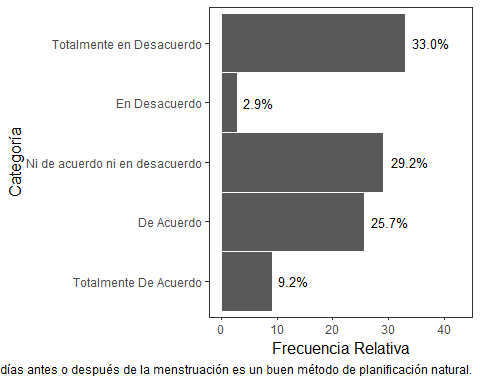 Totalmente en Desacuerdo
33.0%
En Desacuerdo
2.9%
Ni de acuerdo ni en desacuerdo
29.2%
De Acuerdo
25.7%
Totalmente De Acuerdo
9.2%
Categoría
0 10 20 30 40
Frecuencia Relativa
días antes o después de la menstruación es un buen método de planificación natural.